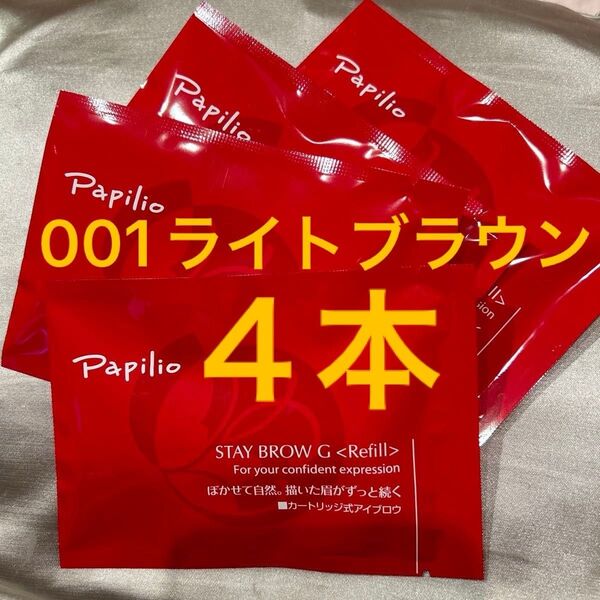 Papilio
Papilio
Papilio
001ライトブラウン
Refill>
Papilio
4本
STAY BROW G <Refill>
For your confident expression
ぼかせて自然。描いた眉がずっと続く
■カートリッジ式アイブロウ